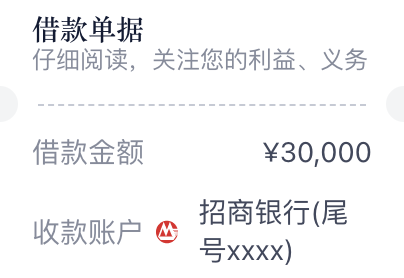 借款单据
仔细阅读，关注您的利益、义务
借款金额 ¥30,000
收款账户 招商银行(尾
号xxxx)